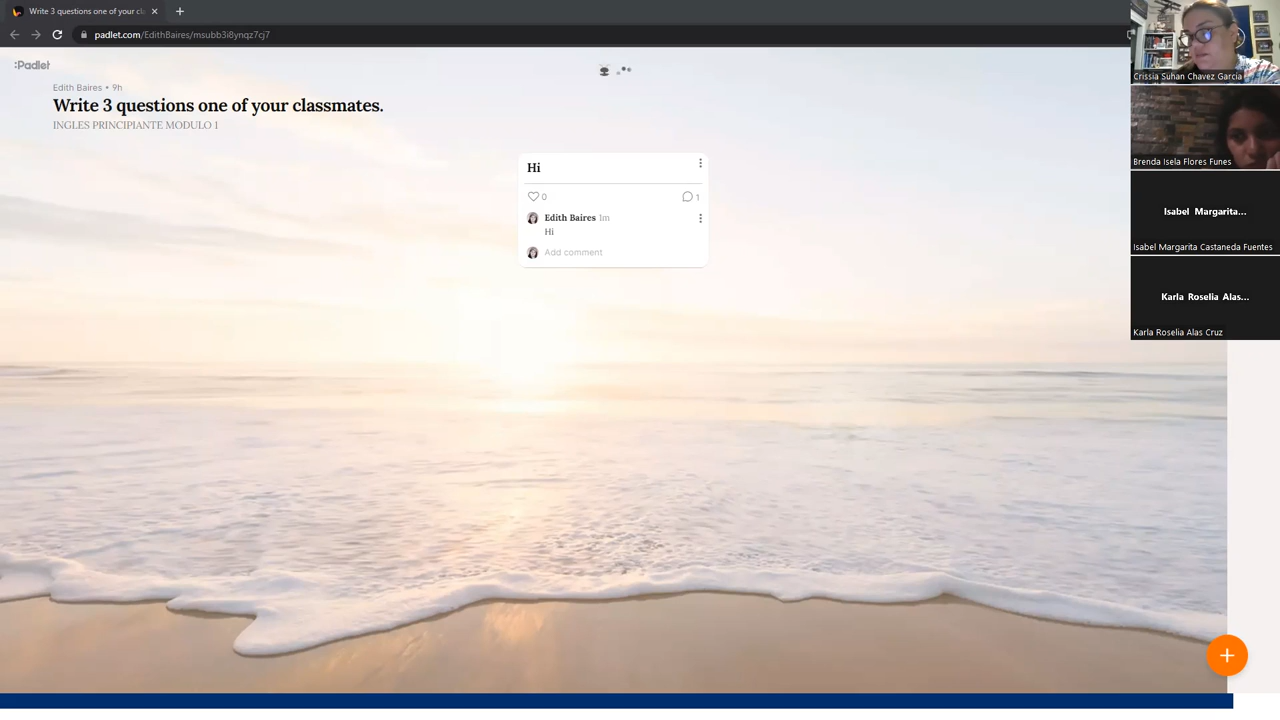 Write 3 questions one of your cl
padlet.com/EdithBaires/msubb3i8ynqz7cj7
:Padlet
Edith Baires • 9h
Write 3 questions one of your classmates.
INGLES PRINCIPIANTE MODULO 1
Hi
0
1
Edith Baires 1m
Hi
Add comment
Crissia Suhan Chavez Garcia
Brenda Isela Flores Funes
Isabel Margarita...
Isabel Margarita Castaneda Fuentes
Karla Roselia Alas...
Karla Roselia Alas Cruz